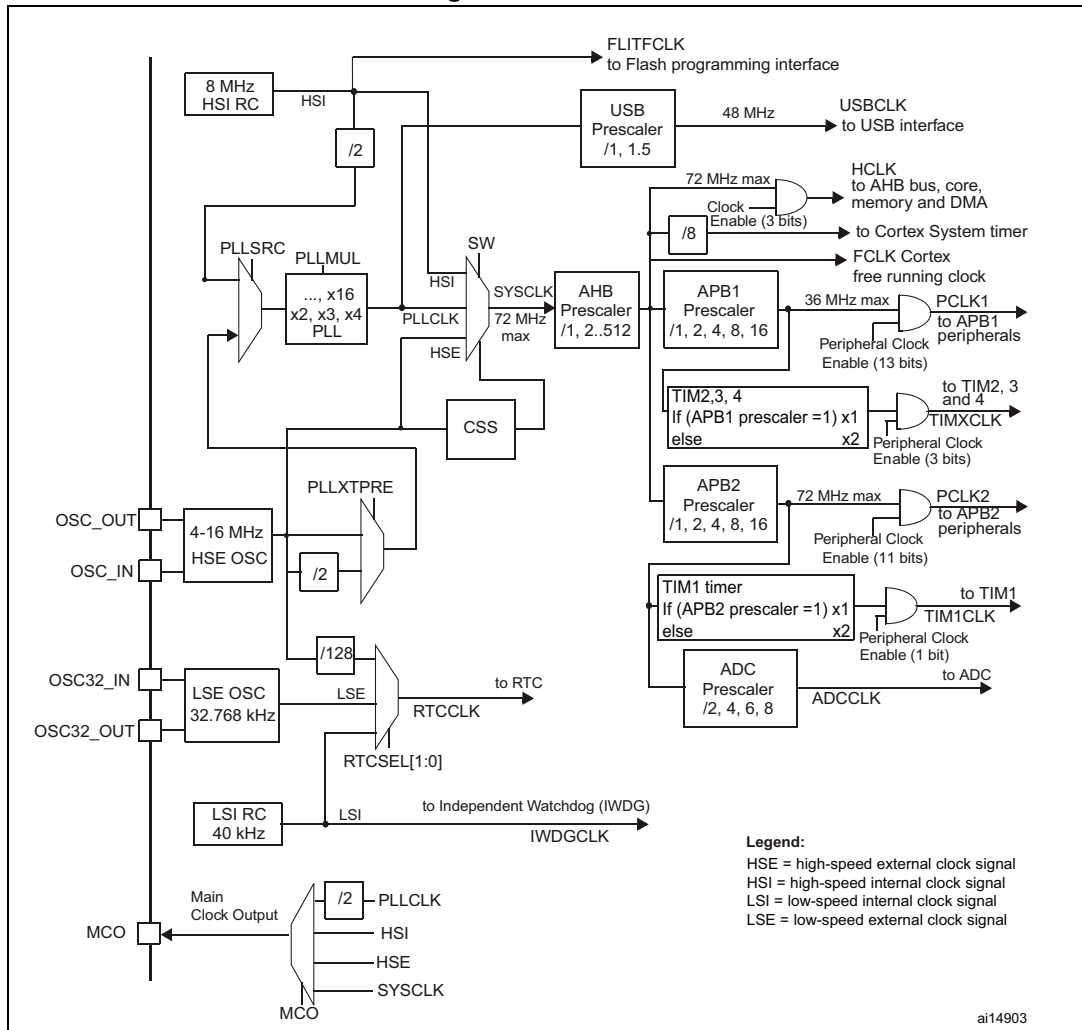 FLITFCLK
to Flash programming interface
8 MHz
HSI RC
HSI
/2
USB
Prescaler
/1, 1.5
48 MHz
USBCLK
to USB interface
72 MHz max
Clock
Enable (3 bits)
HCLK
to AHB bus, core,
memory and DMA
/8
to Cortex System timer
FCLK Cortex
free running clock
PLLSRC
PLLMUL
..., x16
x2, x3, x4
PLL
SW
HSI
PLLCLK
HSE
SYSCLK
72 MHz
max
AHB
Prescaler
/1, 2..512
APB1
Prescaler
/1, 2, 4, 8, 16
36 MHz max
PCLK1
to APB1
peripherals
Peripheral Clock
Enable (13 bits)
TIM2,3, 4
If (APB1 prescaler =1) x1
else x2
to TIM2, 3
and 4
TIMXCLK
Peripheral Clock
Enable (3 bits)
CSS
PLLXTPRE
OSC_OUT
OSC_IN
4-16 MHz
HSE OSC
/2
APB2
Prescaler
/1, 2, 4, 8, 16
72 MHz max
PCLK2
to APB2
peripherals
Peripheral Clock
Enable (11 bits)
TIM1 timer
If (APB2 prescaler =1) x1
else x2
to TIM1
TIM1CLK
Peripheral Clock
Enable (1 bit)
/128
OSC32_IN
OSC32_OUT
LSE OSC
32.768 kHz
LSE
to RTC
RTCCLK
RTCSEL[1:0]
ADC
Prescaler
/2, 4, 6, 8
to ADC
ADCCLK
LSI RC
40 kHz
LSI
to Independent Watchdog (IWDG)
IWDGCLK
Legend:
HSE = high-speed external clock signal
HSI = high-speed internal clock signal
LSI = low-speed internal clock signal
LSE = low-speed external clock signal
MCO
Main
Clock Output
/2
PLLCLK
HSI
HSE
SYSCLK
MCO
ai14903